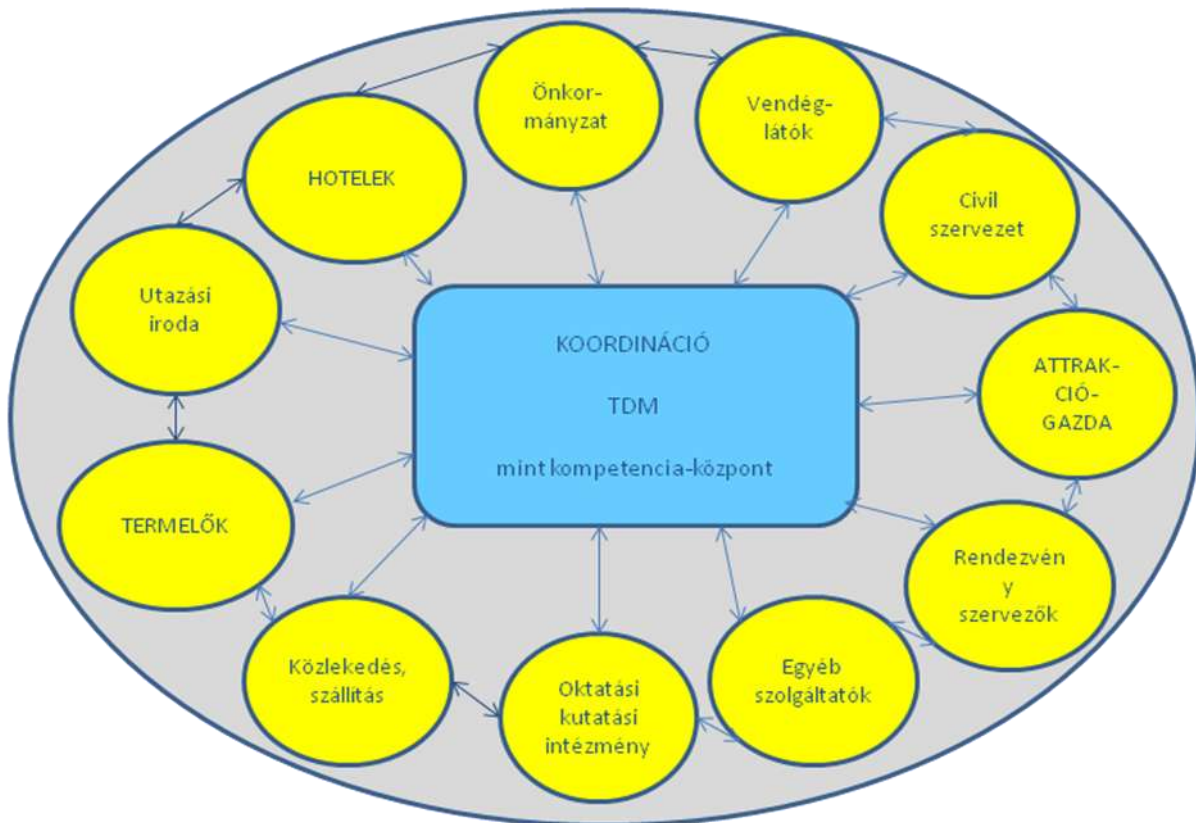 Önkor-
mányzat
Vendég-
látók
HOTELEK
Civil
szervezet
Utazási
iroda
KOORDINÁCIÓ
TDM
mint kompetencia-központ
ATTRAK-
CIÓ-
GAZDA
TERMELŐK
Rendezvén
y
szervezők
Közlekedés,
szállítás
Oktatási
kutatási
intézmény
Egyéb
szolgáltatók